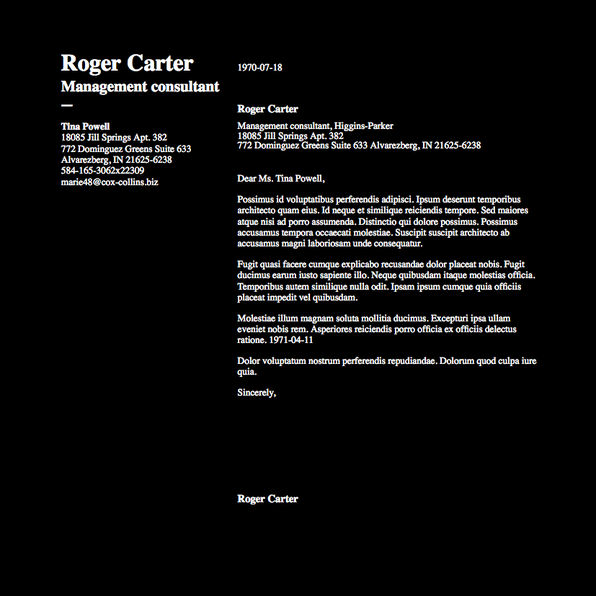 Roger Carter
Management consultant
—
Tina Powell
18085 Jill Springs Apt. 382
772 Dominguez Greens Suite 633
Alvarezberg, IN 21625-6238
584-165-3062x22309
marie48@cox-collins.biz
1970-07-18
Roger Carter
Management consultant, Higgins-Parker
18085 Jill Springs Apt. 382
772 Dominguez Greens Suite 633 Alvarezberg, IN 21625-6238
Dear Ms. Tina Powell,
Possimus id voluptatibus perferendis adipisci. Ipsum deserunt temporibus
architecto quam eius. Id neque et similique reiciendis tempore. Sed maiores
atque nisi ad porro assumenda. Distinctio qui dolore possimus. Possimus
accusamus tempora occaecati molestiae. Suscipit suscipit architecto ab
accusamus magni laboriosam unde consequatur.
Fugit quasi facere cumque explicabo recusandae dolor placeat nobis. Fugit
ducimus earum iusto sapiente illo. Neque quibusdam itaque molestias officia.
Temporibus autem similique nulla odit. Ipsam ipsum cumque quia officiis
placeat impedit vel quibusdam.
Molestiae illum magnam soluta mollitia ducimus. Excepturi ipsa ullam
eveniet nobis rem. Asperiores reiciendis porro officia ex officiis delectus
ratione. 1971-04-11
Dolor voluptatum nostrum perferendis repudiandae. Dolorum quod culpa iure
quia.
Sincerely,
Roger Carter